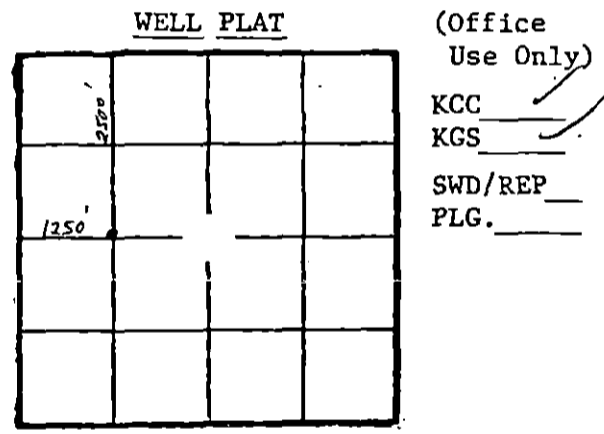 WELL PLAT
2500'
1250'
(Office
Use Only)
KCC
KGS
SWD/REP
PLG.